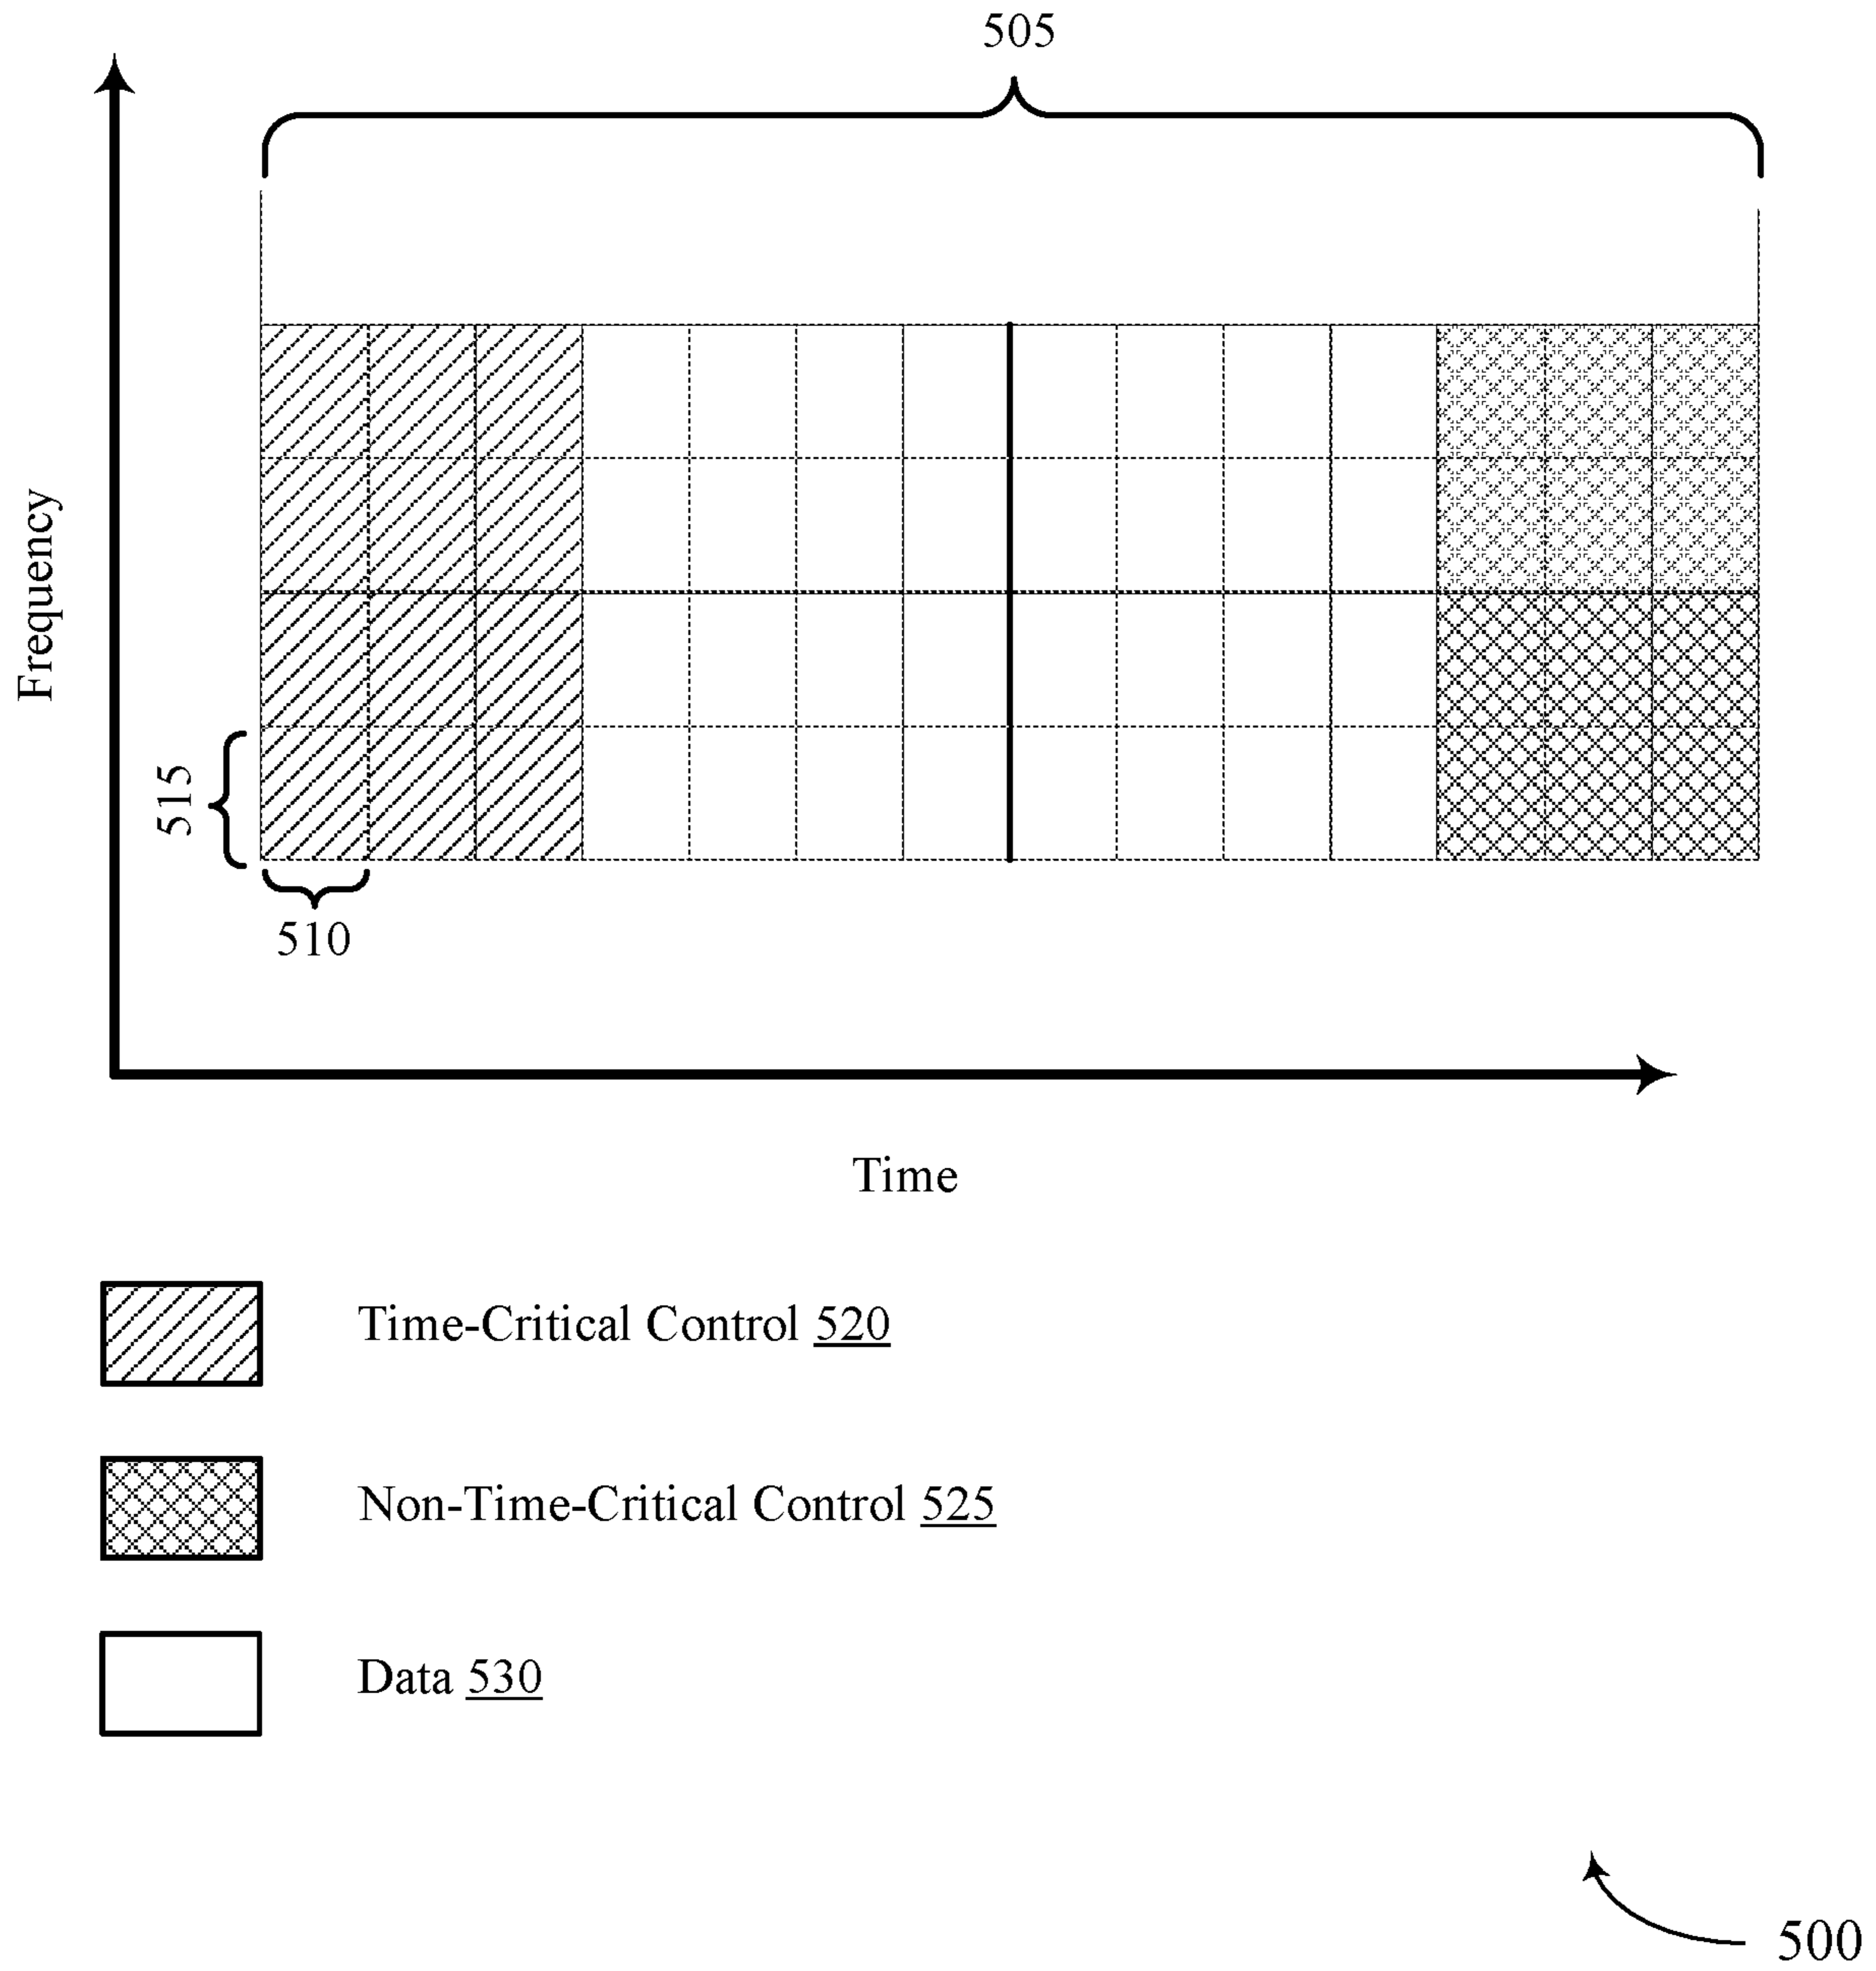 505
Frequency
515
510
Time
Time-Critical Control 520
Non-Time-Critical Control 525
Data 530
500